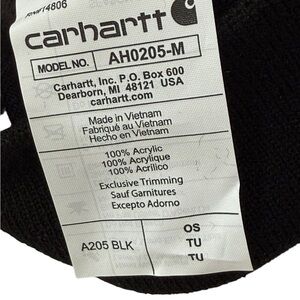 RN#14806
carhartt
MODEL NO. AH0205-M
Carhartt, Inc. P.O. Box 600
Dearborn, MI 48121 USA
carhartt.com
Made in Vietnam
Fabriqué au Vietnam
Hecho en Vietnam
100% Acrylic
100% Acrylique
100% Acrílico
Exclusive Trimming
Sauf Garnitures
Excepto Adorno
A205 BLK
OS
TU
TU